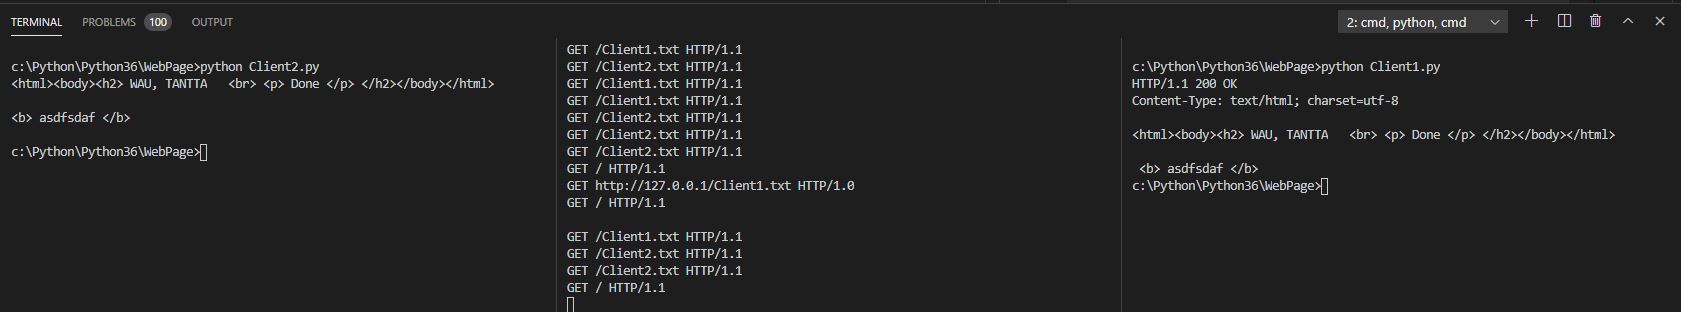 TERMINAL PROBLEMS 100 OUTPUT
2: cmd, python, cmd
c:\Python\Python36\WebPage>python Client2.py
<html><body><h2> WAU, TANTTA   <br> <p> Done </p> </h2></body></html>
<b> asdfsdaf </b>
c:\Python\Python36\WebPage>
GET /Client1.txt HTTP/1.1
GET /Client2.txt HTTP/1.1
GET /Client1.txt HTTP/1.1
GET /Client1.txt HTTP/1.1
GET /Client2.txt HTTP/1.1
GET /Client2.txt HTTP/1.1
GET /Client2.txt HTTP/1.1
GET / HTTP/1.1
GET http://127.0.0.1/Client1.txt HTTP/1.0
GET / HTTP/1.1
GET /Client1.txt HTTP/1.1
GET /Client2.txt HTTP/1.1
GET /Client2.txt HTTP/1.1
GET / HTTP/1.1
c:\Python\Python36\WebPage>python Client1.py
HTTP/1.1 200 OK
Content-Type: text/html; charset=utf-8
<html><body><h2> WAU, TANTTA   <br> <p> Done </p> </h2></body></html>
<b> asdfsdaf </b>
c:\Python\Python36\WebPage>